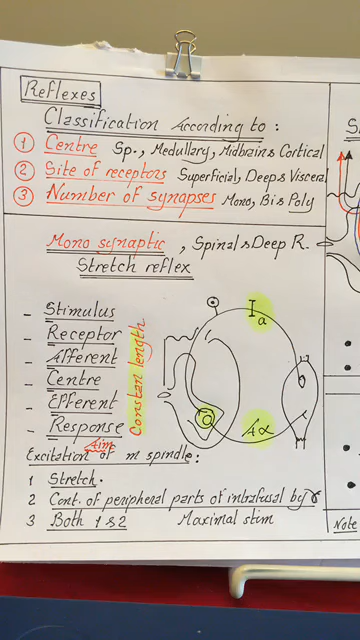 Reflexes
Classification According to :
1 Centre Sp., Medullary, Midbrain & Cortical
2 Site of receptors Superficial, Deep & Visceral
3 Number of synapses Mono, Bi & Poly
Mono synaptic, Spinal & Deep R.
Stretch reflex
- Stimulus
- Receptor
- Afferent
- Centre
- Efferent
- Response
Aim
Constan length
Ia
Aα
Excitation of m spindle:
1 Stretch.
2 Cont. of peripheral parts of intrafusal by γ
3 Both 1 & 2 Maximal stim
S
Note